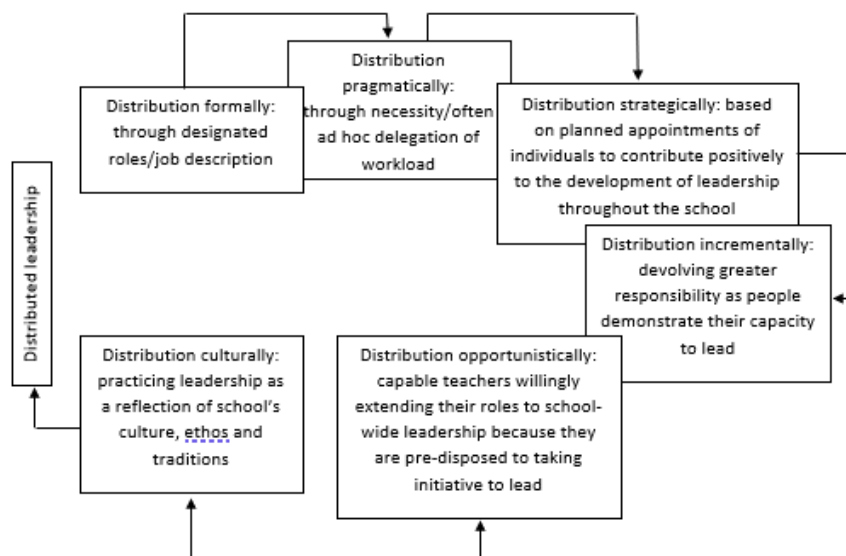 Distribution formally:
through designated
roles/job description
Distribution
pragmatically:
through necessity/often
ad hoc delegation of
workload
Distribution strategically: based
on planned appointments of
individuals to contribute positively
to the development of leadership
throughout the school
Distribution incrementally:
devolving greater
responsibility as people
demonstrate their capacity
to lead
Distribution opportunistically:
capable teachers willingly
extending their roles to school-
wide leadership because they
are pre-disposed to taking
initiative to lead
Distribution culturally:
practicing leadership as
a reflection of school's
culture, ethos and
traditions
Distributed leadership